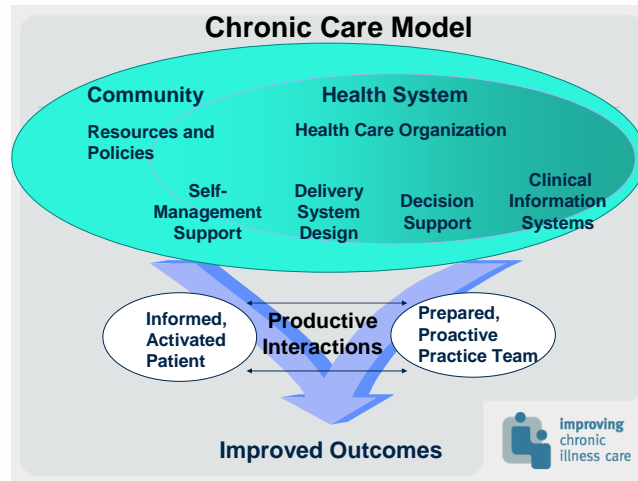 Chronic Care Model
Community
Health System
Resources and
Policies
Health Care Organization
Self-
Management
Support
Delivery
System
Design
Decision
Support
Clinical
Information
Systems
Informed,
Activated
Patient
Productive
Interactions
Prepared,
Proactive
Practice Team
Improved Outcomes
improving
chronic
illness care